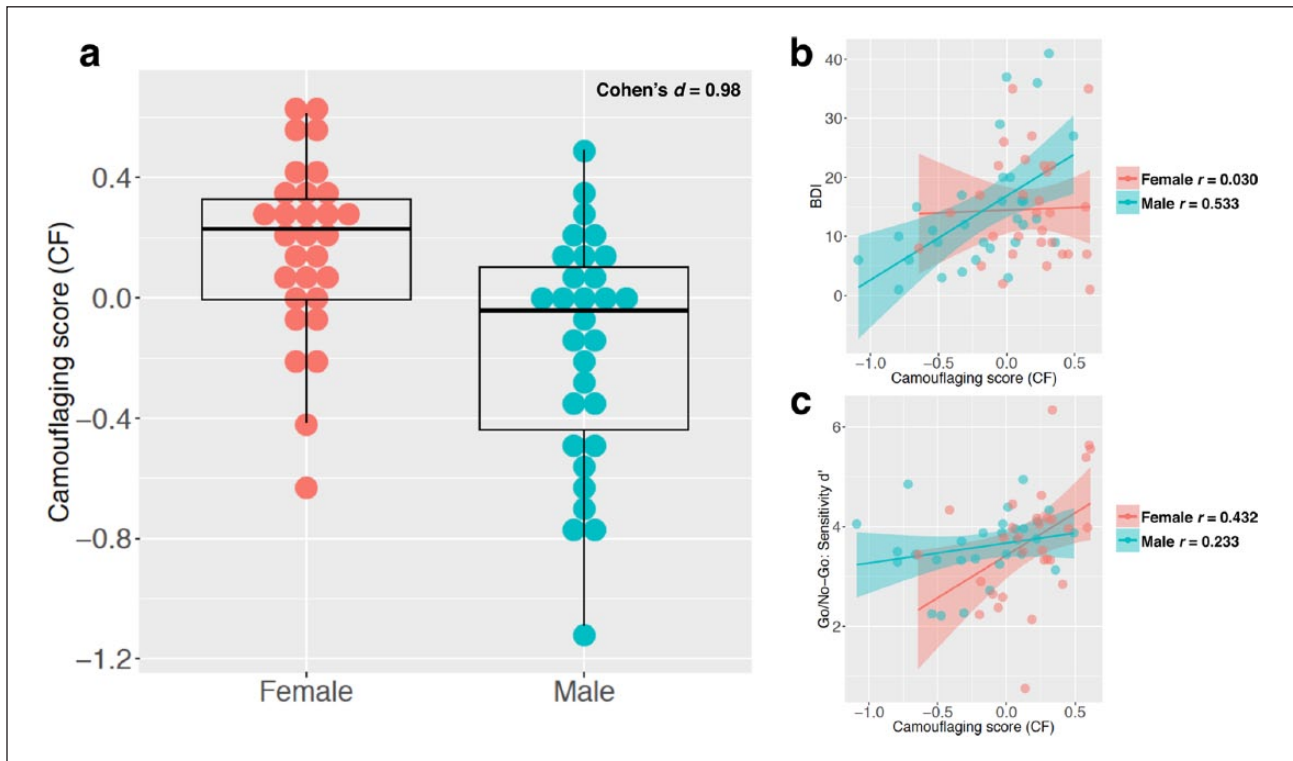 a
Cohen's d = 0.98
Camouflaging score (CF)
0.4
0.0
−0.4
−0.8
−1.2
Female
Male
b
BDI
40
30
20
10
0
−1.0 −0.5 0.0 0.5
Camouflaging score (CF)
Female r = 0.030
Male r = 0.533
c
Go/No−Go: Sensitivity d'
6
4
2
−1.0 −0.5 0.0 0.5
Camouflaging score (CF)
Female r = 0.432
Male r = 0.233